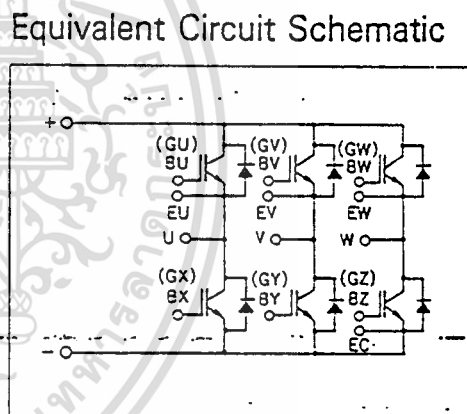 Equivalent Circuit Schematic
+
(GU) (GV) (GW)
BU BV BW
EU EV EW
U V W
(GX) (GY) (GZ)
BX BY BZ
EC
-